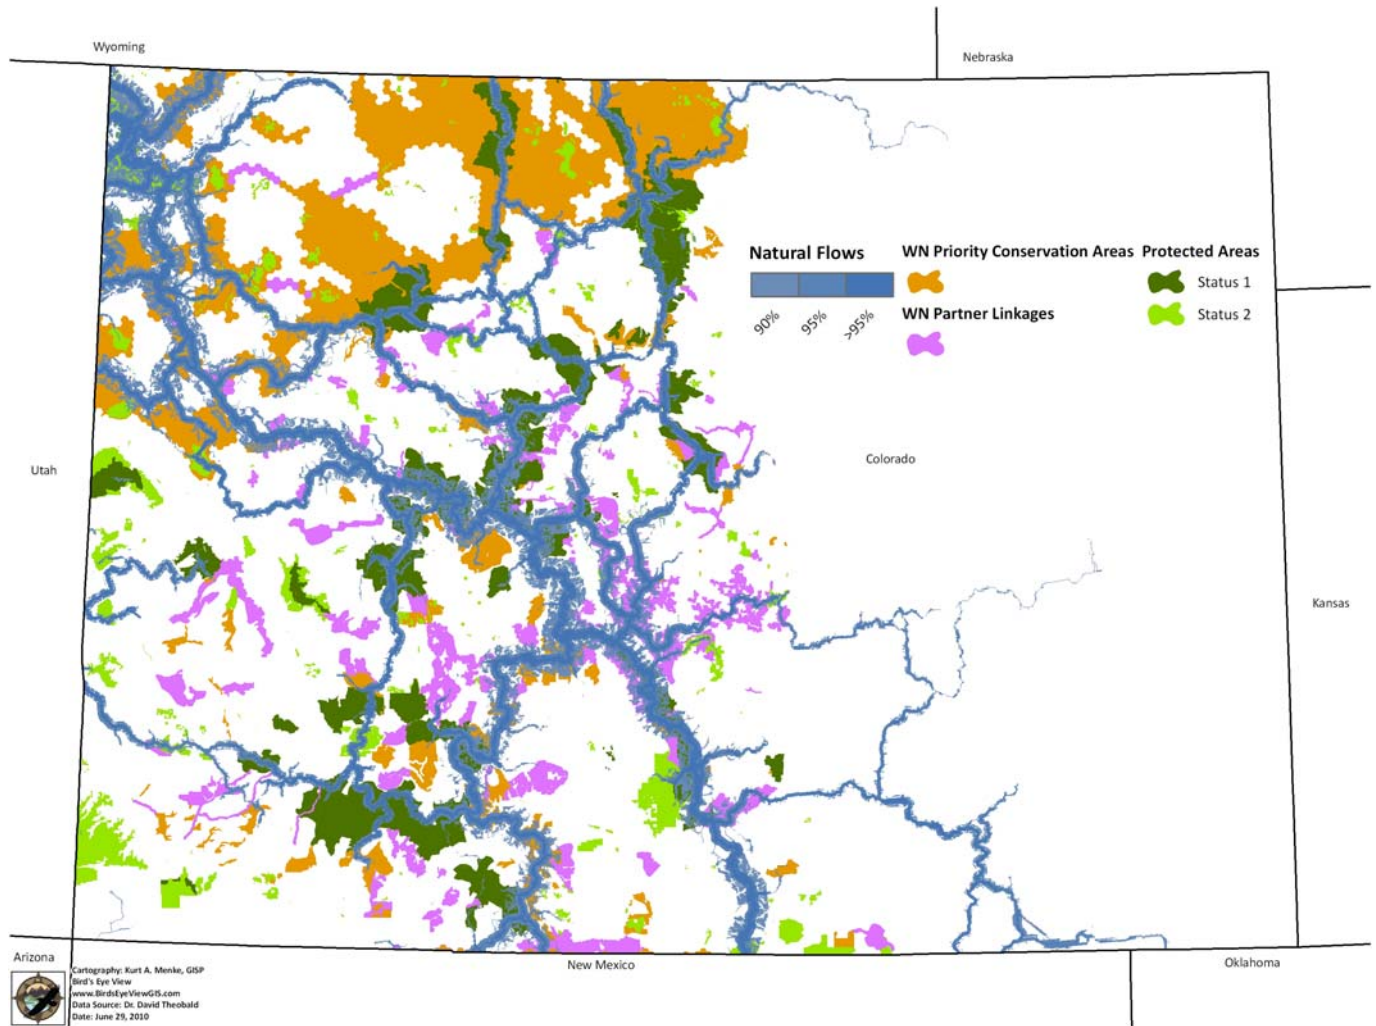 Wyoming
Nebraska
Natural Flows
90%
95%
>95%
WN Priority Conservation Areas
WN Partner Linkages
Protected Areas
Status 1
Status 2
Utah
Colorado
Kansas
Arizona
New Mexico
Oklahoma
Cartography: Kurt A. Menke, GISP
Bird's Eye View
www.BirdsEyeViewGIS.com
Data Source: Dr. David Theobald
Date: June 29, 2010